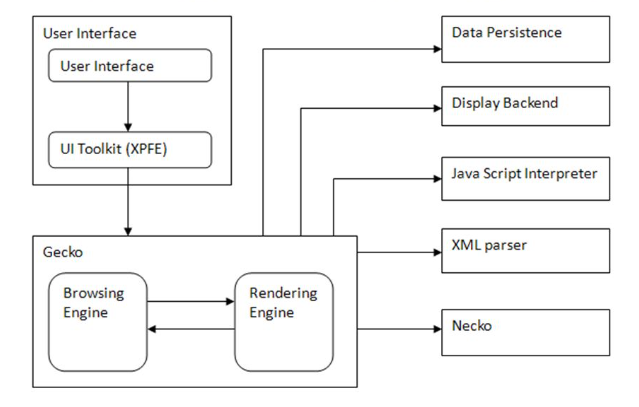 User Interface
User Interface
UI Toolkit (XPFE)
Gecko
Browsing
Engine
Rendering
Engine
Data Persistence
Display Backend
Java Script Interpreter
XML parser
Necko